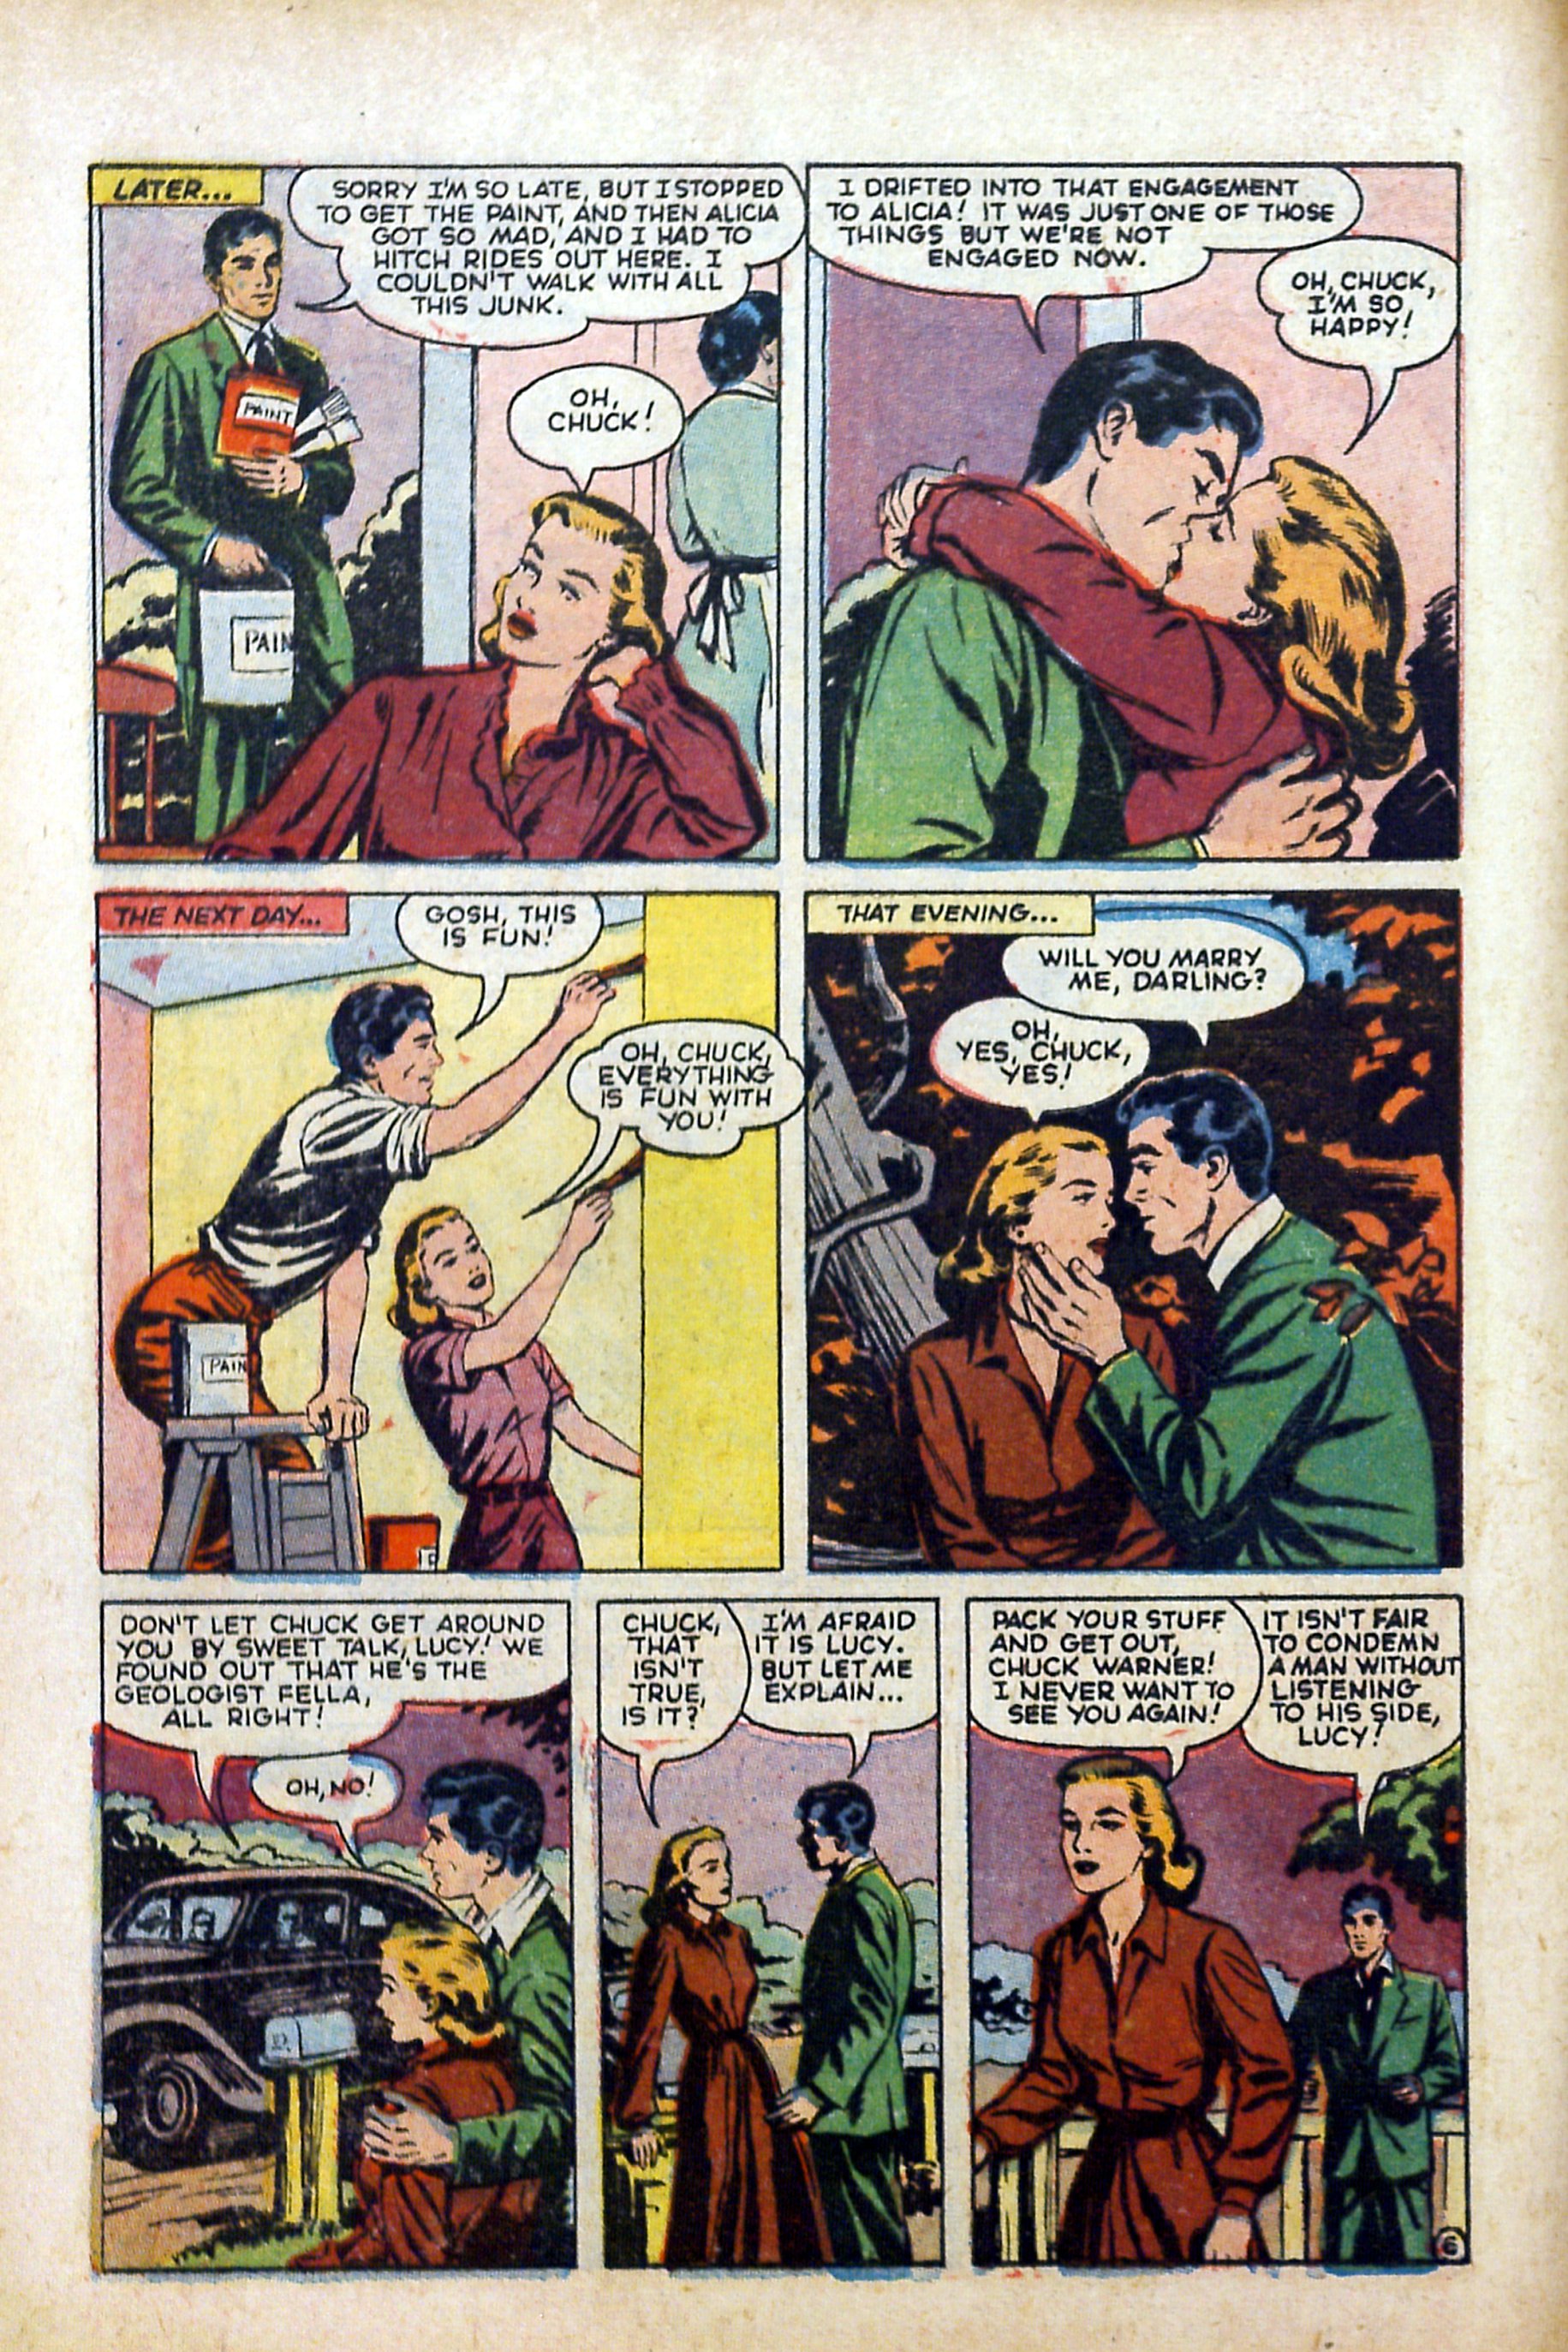 LATER...
SORRY I'M SO LATE, BUT I STOPPED
TO GET THE PAINT, AND THEN ALICIA
GOT SO MAD, AND I HAD TO
HITCH RIDES OUT HERE. I
COULDN'T WALK WITH ALL
THIS JUNK.
PAINT
PAIN
OH,
CHUCK!
I DRIFTED INTO THAT ENGAGEMENT
TO ALICIA! IT WAS JUST ONE OF THOSE
THINGS BUT WE'RE NOT
ENGAGED NOW.
OH, CHUCK,
I'M SO
HAPPY!
THE NEXT DAY...
GOSH, THIS
IS FUN!
OH, CHUCK,
EVERYTHING
IS FUN WITH
YOU!
PAIN
THAT EVENING...
WILL YOU MARRY
ME, DARLING?
OH,
YES, CHUCK,
YES!
DON'T LET CHUCK GET AROUND
YOU BY SWEET TALK, LUCY! WE
FOUND OUT THAT HE'S THE
GEOLOGIST FELLA,
ALL RIGHT!
OH, NO!
CHUCK,
THAT
ISN'T
TRUE,
IS IT?
I'M AFRAID
IT IS LUCY.
BUT LET ME
EXPLAIN...
PACK YOUR STUFF
AND GET OUT,
CHUCK WARNER!
I NEVER WANT TO
SEE YOU AGAIN!
IT ISN'T FAIR
TO CONDEMN
A MAN WITHOUT
LISTENING
TO HIS SIDE,
LUCY!
6